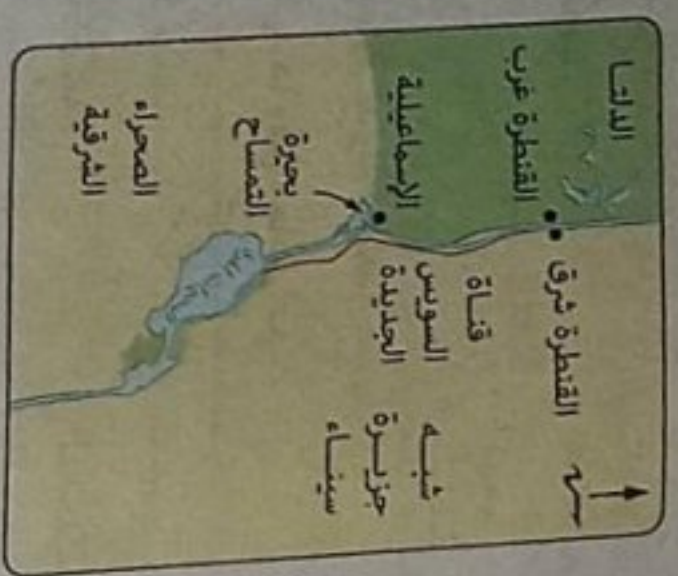 الدلتا
القنطرة غرب
القنطرة شرق
الإسماعيلية
قناة
السويس
الجديدة
بحيرة
التمساح
شبه
جزيرة
سيناء
الصحراء
الشرقية